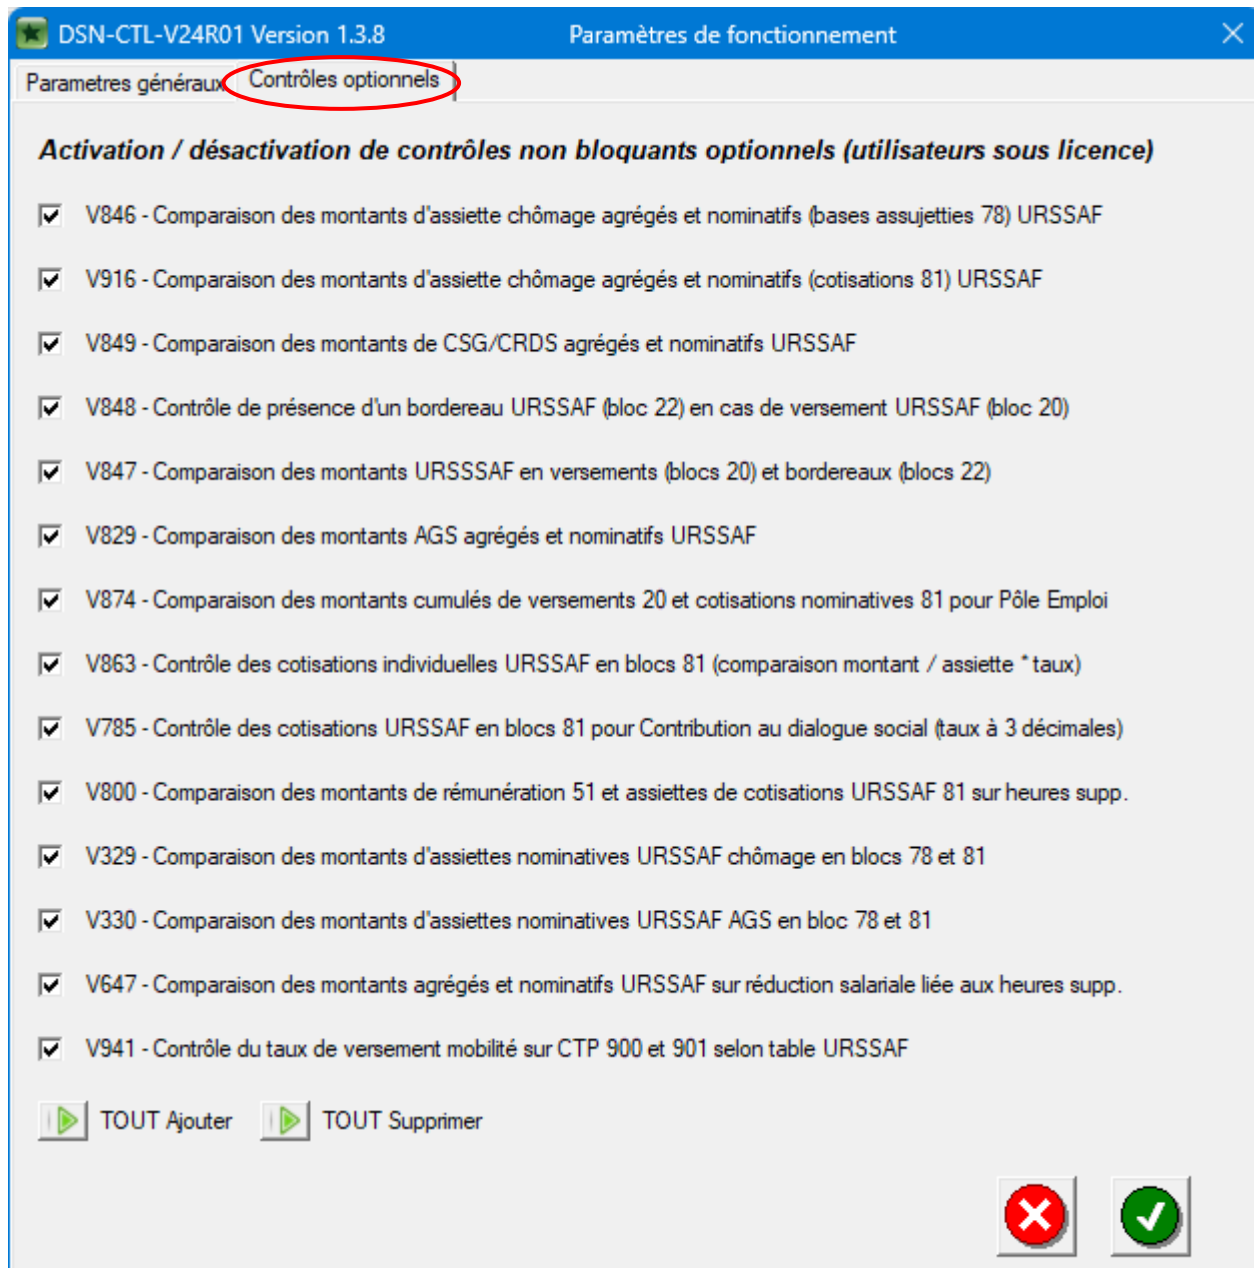 DSN-CTL-V24R01 Version 1.3.8 Paramètres de fonctionnement
Parametres généraux Contrôles optionnels
Activation / désactivation de contrôles non bloquants optionnels (utilisateurs sous licence)
V846 - Comparaison des montants d'assiette chômage agrégés et nominatifs (bases assujetties 78) URSSAF
V916 - Comparaison des montants d'assiette chômage agrégés et nominatifs (cotisations 81) URSSAF
V849 - Comparaison des montants de CSG/CRDS agrégés et nominatifs URSSAF
V848 - Contrôle de présence d'un bordereau URSSAF (bloc 22) en cas de versement URSSAF (bloc 20)
V847 - Comparaison des montants URSSSAF en versements (blocs 20) et bordereaux (blocs 22)
V829 - Comparaison des montants AGS agrégés et nominatifs URSSAF
V874 - Comparaison des montants cumulés de versements 20 et cotisations nominatives 81 pour Pôle Emploi
V863 - Contrôle des cotisations individuelles URSSAF en blocs 81 (comparaison montant / assiette * taux)
V785 - Contrôle des cotisations URSSAF en blocs 81 pour Contribution au dialogue social (taux à 3 décimales)
V800 - Comparaison des montants de rémunération 51 et assiettes de cotisations URSSAF 81 sur heures supp.
V329 - Comparaison des montants d'assiettes nominatives URSSAF chômage en blocs 78 et 81
V330 - Comparaison des montants d'assiettes nominatives URSSAF AGS en bloc 78 et 81
V647 - Comparaison des montants agrégés et nominatifs URSSAF sur réduction salariale liée aux heures supp.
V941 - Contrôle du taux de versement mobilité sur CTP 900 et 901 selon table URSSAF
TOUT Ajouter TOUT Supprimer